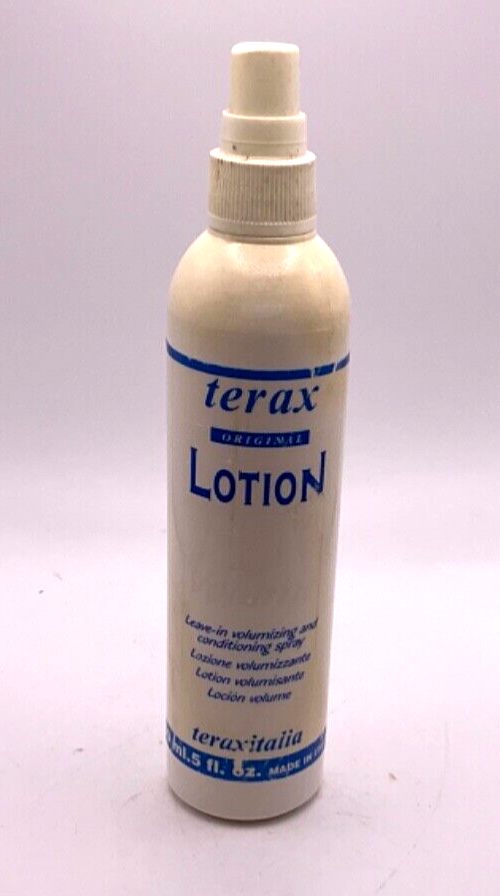 terax
ORIGINAL
LOTION
Leave-in volumizing and
conditioning spray
Lozione volumizzante
Lotion volumisante
Loción volume
teraxitalia
ml.5 fl. oz. MADE IN